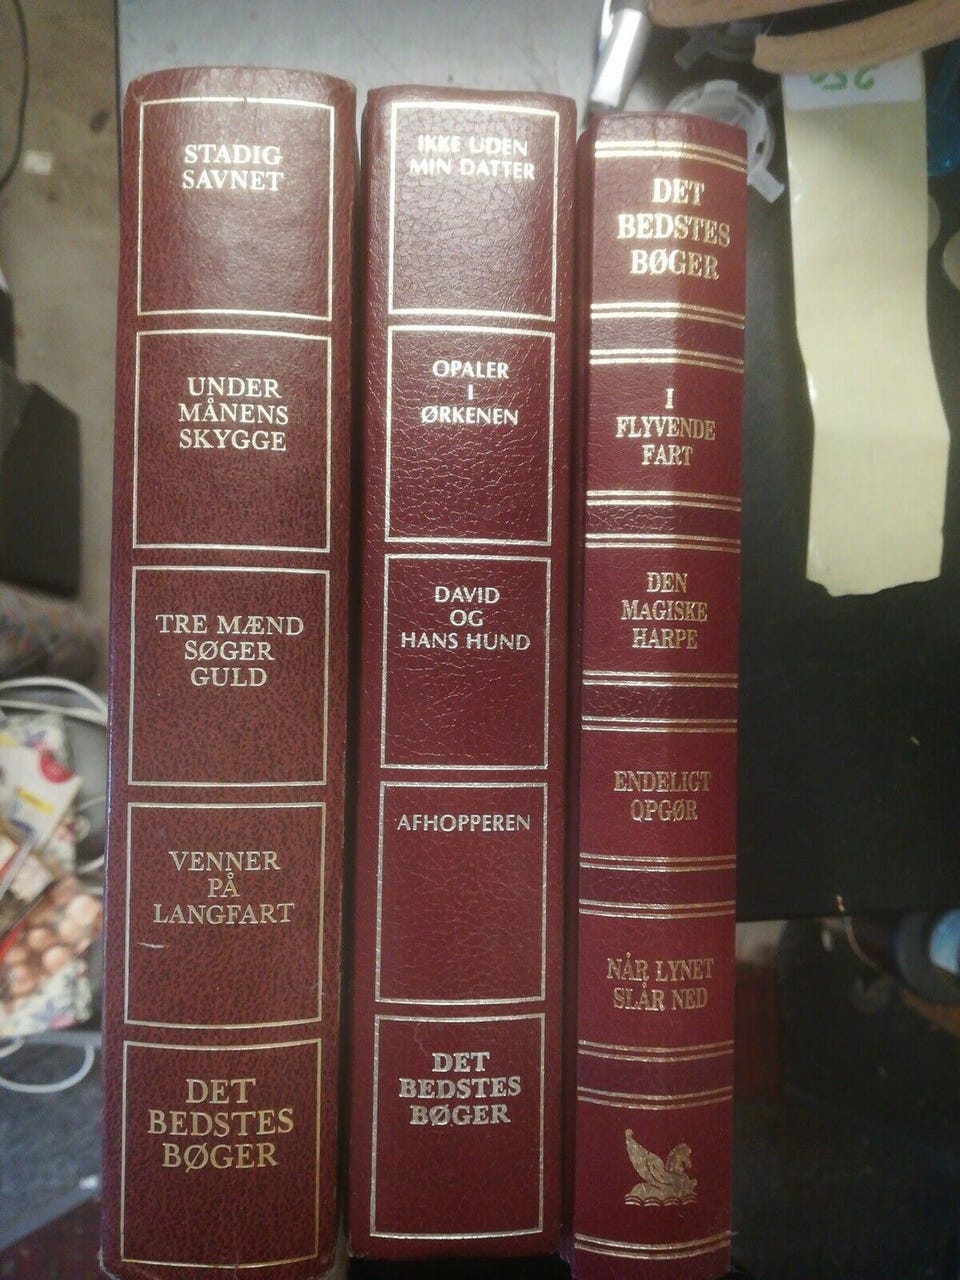 STADIG
SAVNET
UNDER
MÅNENS
SKYGGE
TRE MÆND
SØGER
GULD
VENNER
PÅ
LANGFART
DET
BEDSTES
BØGER
IKKE UDEN
MIN DATTER
OPALER
I
ØRKENEN
DAVID
OG
HANS HUND
AFHOPPEREN
DET
BEDSTES
BØGER
DET
BEDSTES
BØGER
I
FLYVENDE
FART
DEN
MAGISKE
HARPE
ENDELIGT
OPGØR
NÅR LYNET
SLÅR NED
250